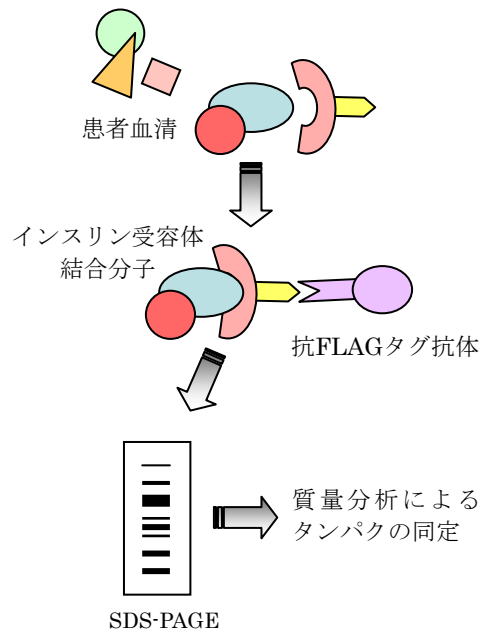 患者血清
インスリン受容体
結合分子
抗FLAGタグ抗体
質量分析による
タンパクの同定
SDS-PAGE